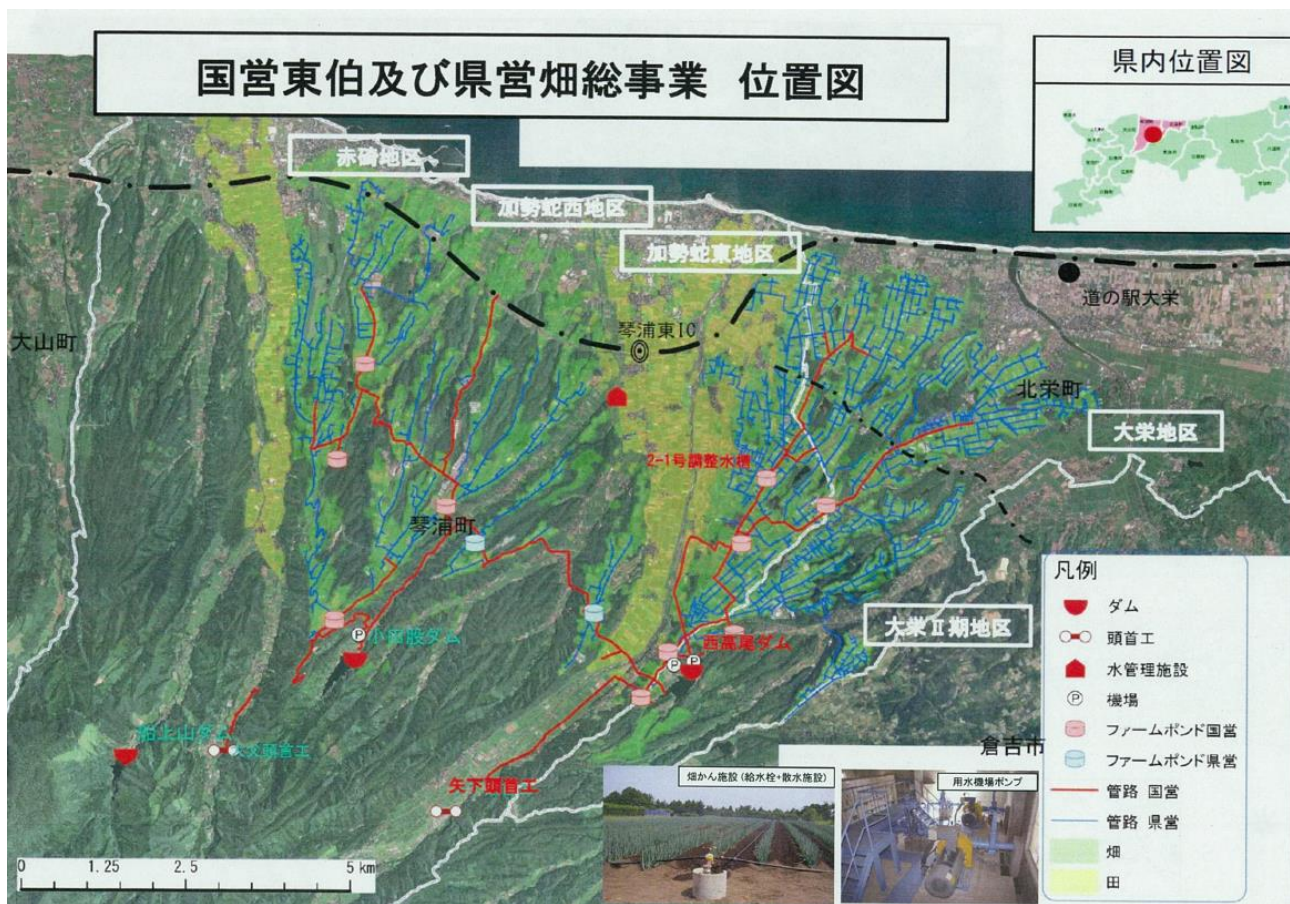 国営東伯及び県営畑総事業 位置図
県内位置図
赤碕地区
加勢蛇西地区
加勢蛇東地区
道の駅大栄
大山町
琴浦東IC
北栄町
大栄地区
2-1号調整水槽
琴浦町
大栄Ⅱ期地区
小田股ダム
西高尾ダム
船上山ダム
頭首工
矢下頭首工
倉吉市
凡例
ダム
頭首工
水管理施設
P 機場
ファームポンド国営
ファームポンド県営
管路 国営
管路 県営
畑
田
畑かん施設(給水栓+散水施設)
用水機場ポンプ
0 1.25 2.5 5 km